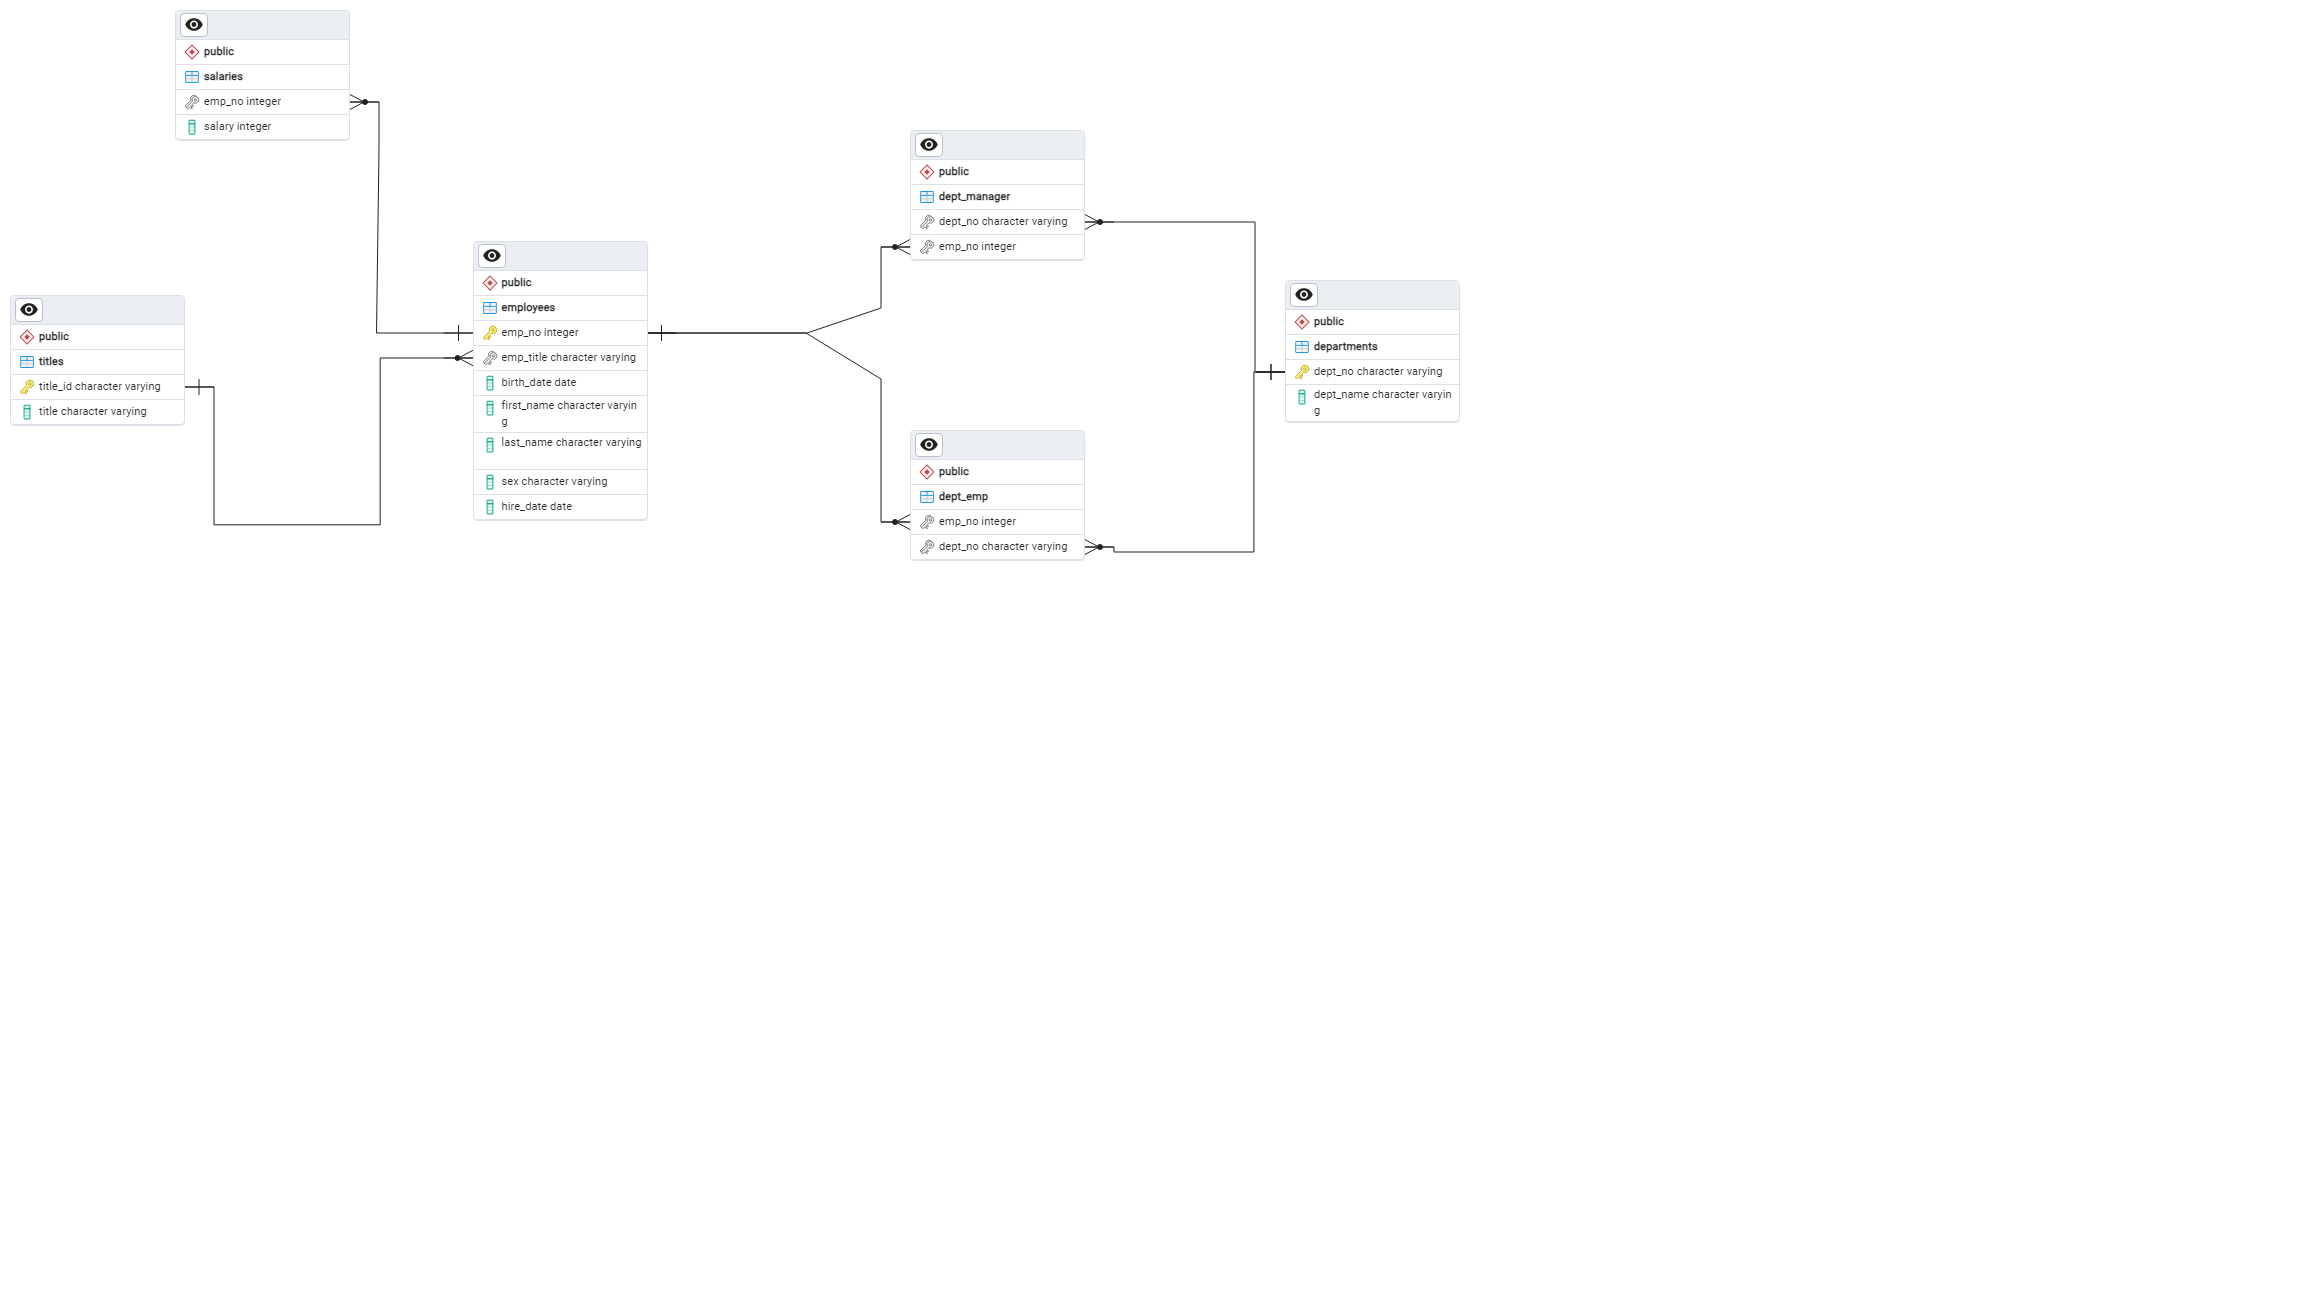 public
salaries
emp_no integer
salary integer
public
titles
title_id character varying
title character varying
public
employees
emp_no integer
emp_title character varying
birth_date date
first_name character varyin
g
last_name character varying
sex character varying
hire_date date
public
dept_manager
dept_no character varying
emp_no integer
public
dept_emp
emp_no integer
dept_no character varying
public
departments
dept_no character varying
dept_name character varyin
g